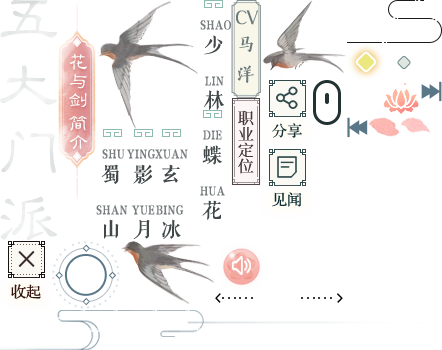 五大门派
花与剑简介
SHAO
少
LIN
林
DIE
蝶
HUA
花
CV
马洋
职业定位
SHU YINGXUAN
蜀 影玄
SHAN YUEBING
山 月冰
分享
见闻
收起